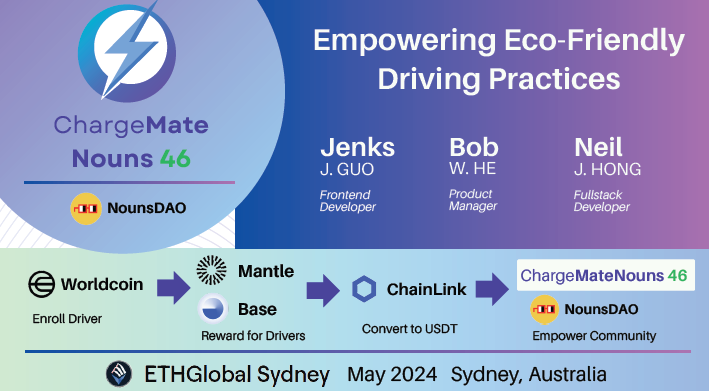 Empowering Eco-Friendly
Driving Practices
ChargeMate
Nouns 46
NounsDAO
Jenks
J. GUO
Frontend
Developer
Bob
W. HE
Product
Manager
Neil
J. HONG
Fullstack
Developer
Worldcoin
Enroll Driver
Mantle
Base
Reward for Drivers
ChainLink
Convert to USDT
ChargeMateNouns 46
NounsDAO
Empower Community
ETHGlobal Sydney May 2024 Sydney, Australia